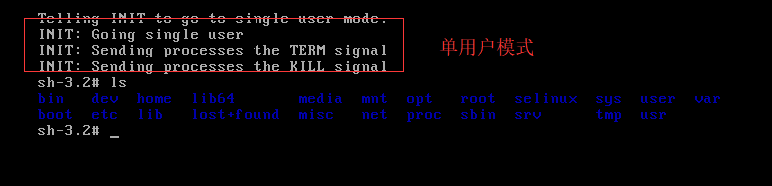 Telling INIT to go to single user mode.
INIT: Going single user
INIT: Sending processes the TERM signal
INIT: Sending processes the KILL signal
单用户模式
sh-3.2# ls
bin dev home lib64 media mnt opt root selinux sys user var
boot etc lib lost+found misc net proc sbin srv tmp usr
sh-3.2# _